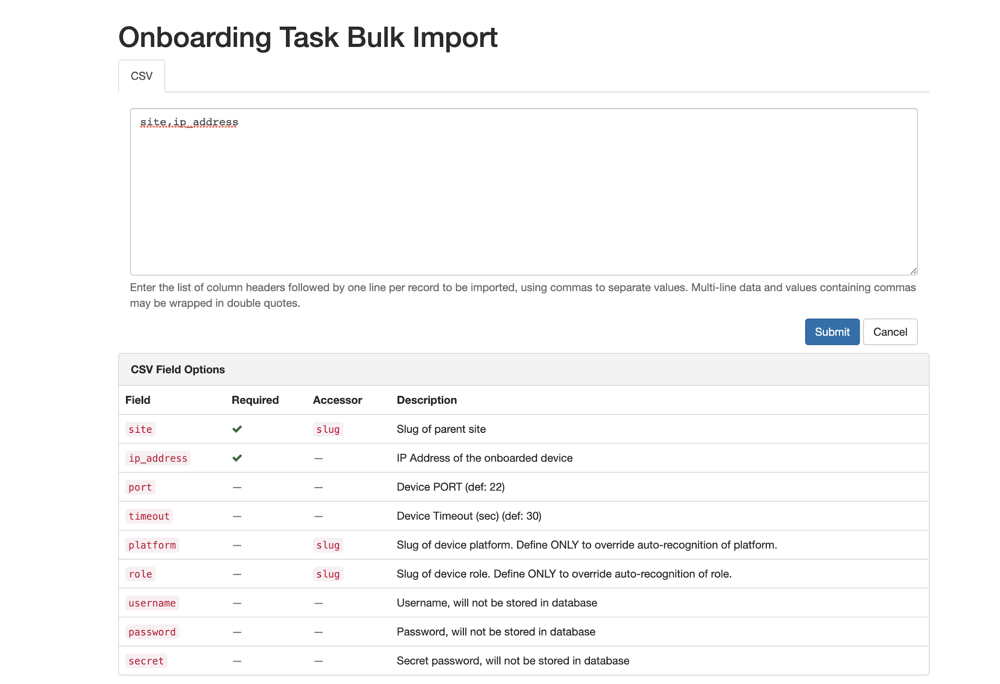 Onboarding Task Bulk Import
CSV
site,ip_address
Enter the list of column headers followed by one line per record to be imported, using commas to separate values. Multi-line data and values containing commas
may be wrapped in double quotes.
Submit Cancel
CSV Field Options
Field Required Accessor Description
site ✔ slug Slug of parent site
ip_address ✔ — IP Address of the onboarded device
port — — Device PORT (def: 22)
timeout — — Device Timeout (sec) (def: 30)
platform — slug Slug of device platform. Define ONLY to override auto-recognition of platform.
role — slug Slug of device role. Define ONLY to override auto-recognition of role.
username — — Username, will not be stored in database
password — — Password, will not be stored in database
secret — — Secret password, will not be stored in database